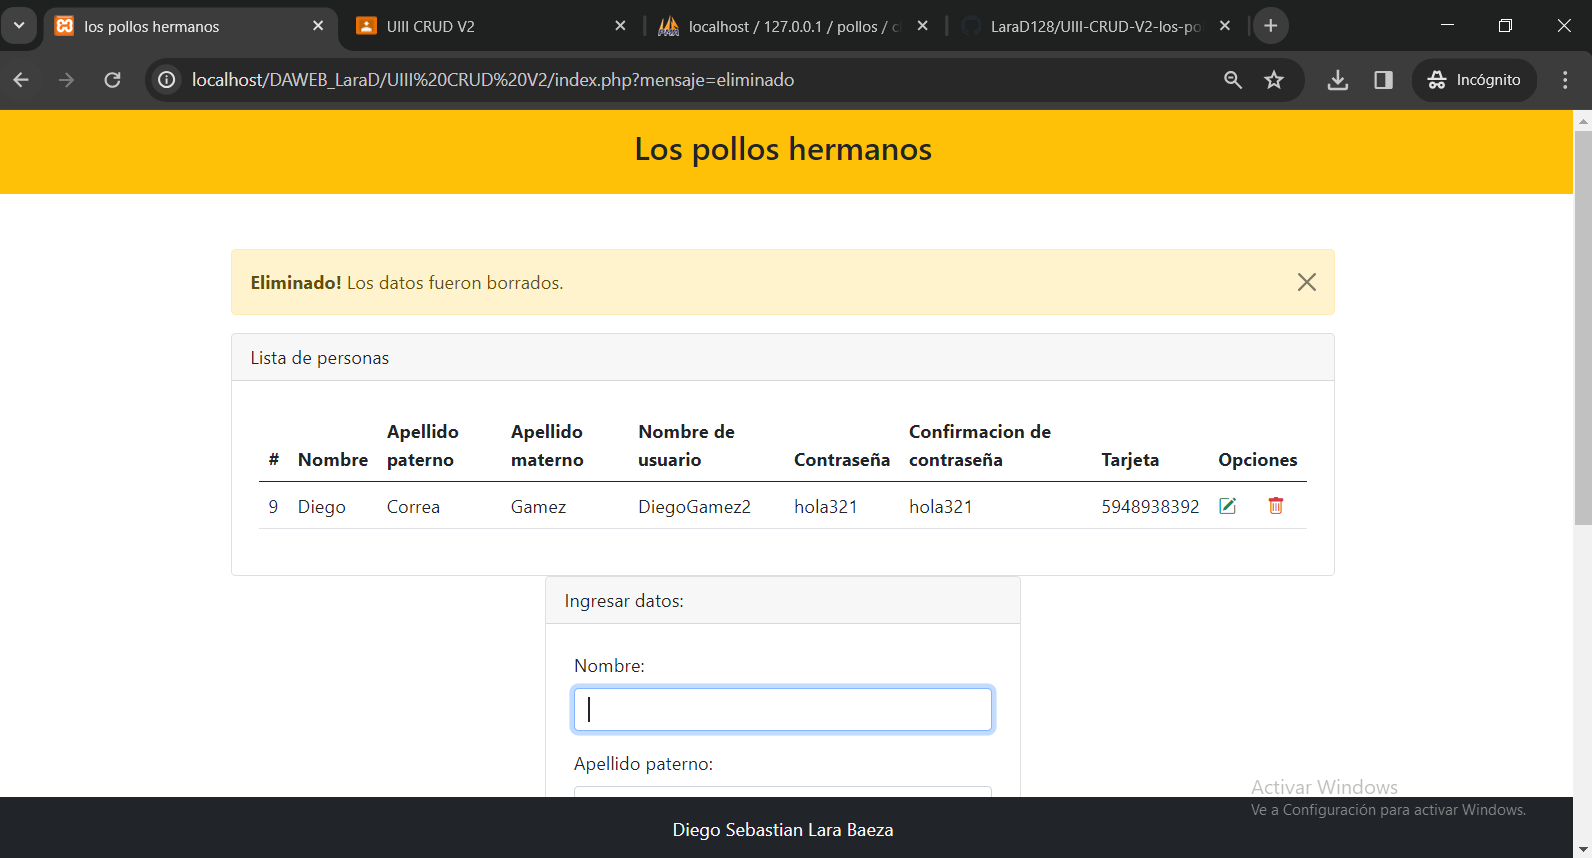 los pollos hermanos
UIII CRUD V2
localhost / 127.0.0.1 / pollos / c
LaraD128/UIII-CRUD-V2-los-po
localhost/DAWEB_LaraD/UIII%20CRUD%20V2/index.php?mensaje=eliminado
Incógnito
Los pollos hermanos
Eliminado! Los datos fueron borrados.
Lista de personas
# Nombre Apellido paterno Apellido materno Nombre de usuario Contraseña Confirmacion de contraseña Tarjeta Opciones
9 Diego Correa Gamez DiegoGamez2 hola321 hola321 5948938392
Ingresar datos:
Nombre:
Apellido paterno:
Activar Windows
Ve a Configuración para activar Windows.
Diego Sebastian Lara Baeza